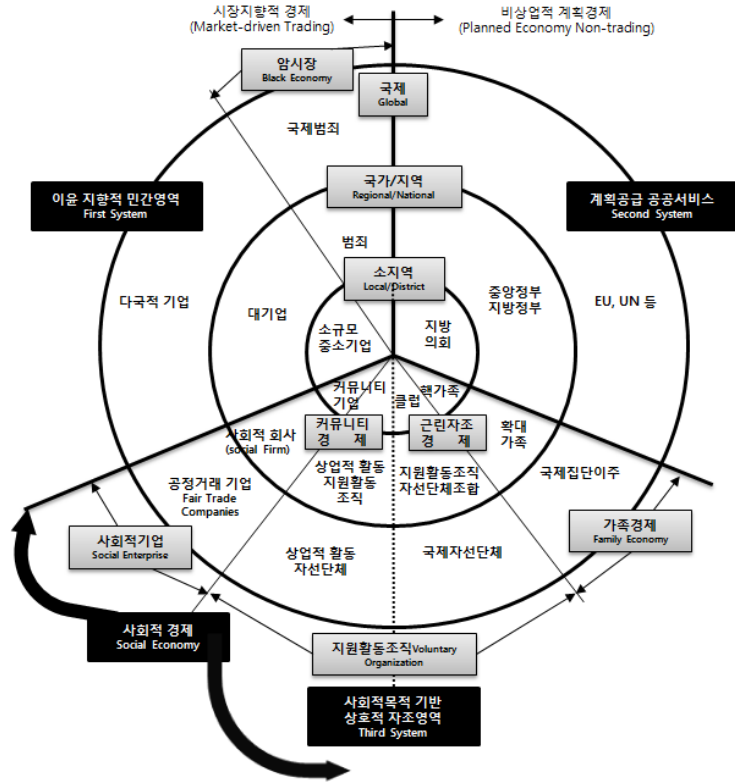 시장지향적 경제
(Market-driven Trading)
비상업적 계획경제
(Planned Economy Non-trading)
암시장
Black Economy
국제
Global
국제범죄
국가/지역
Regional/National
이윤 지향적 민간영역
First System
계획공급 공공서비스
Second System
범죄
소지역
Local/District
다국적 기업
대기업
소규모
중소기업
지방
의회
중앙정부
지방정부
EU, UN 등
커뮤니티
기업
클럽
핵가족
커뮤니티
경 제
근린자조
경 제
사회적 회사
(social Firm)
확대
가족
상업적 활동
지원활동
조직
지원활동조직
자선단체조합
국제집단이주
공정거래 기업
Fair Trade
Companies
사회적기업
Social Enterprise
가족경제
Family Economy
상업적 활동
자선단체
국제자선단체
사회적 경제
Social Economy
지원활동조직Voluntary
Organization
사회적목적 기반
상호적 자조영역
Third System